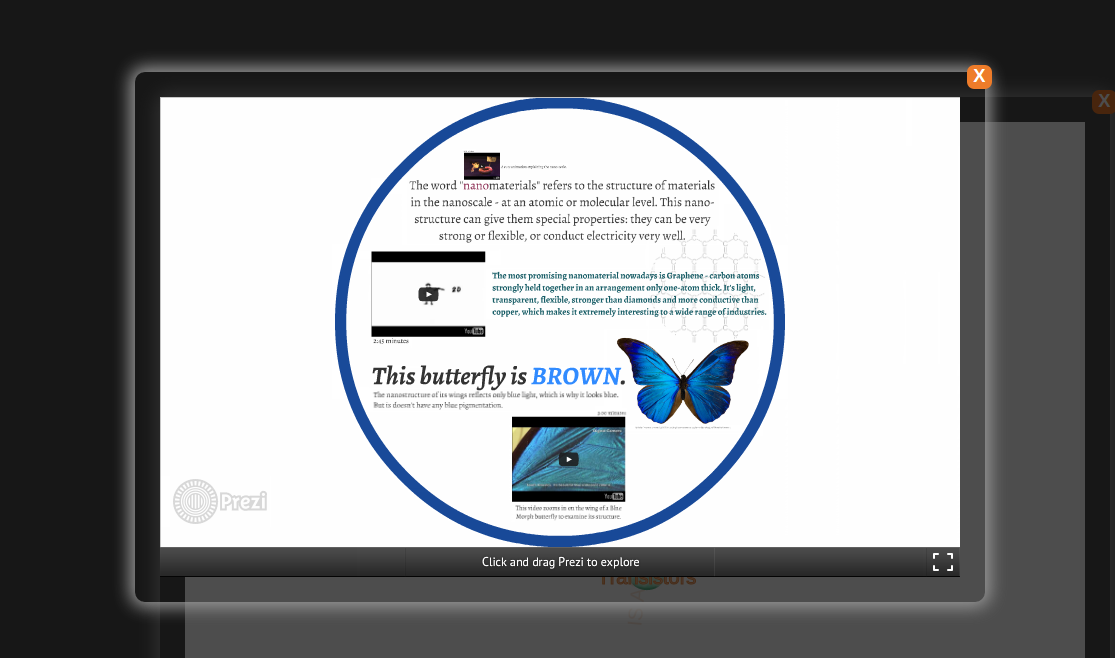 X
X
The word "nanomaterials" refers to the structure of materials
in the nanoscale - at an atomic or molecular level. This nano-
structure can give them special properties: they can be very
strong or flexible, or conduct electricity very well.
The most promising nanomaterial nowadays is Graphene - carbon atoms
strongly held together in an arrangement only one-atom thick. It's light,
transparent, flexible, stronger than diamonds and more conductive than
copper, which makes it extremely interesting to a wide range of industries.
YouTube
2:45 minutes
This butterfly is BROWN.
The nanostructure of its wings reflects only blue light, which is why it looks blue.
But is doesn't have any blue pigmentation.
YouTube
This video zooms in on the wing of a Blue
Morph butterfly to examine its structure.
Prezi
Click and drag Prezi to explore
Transistors